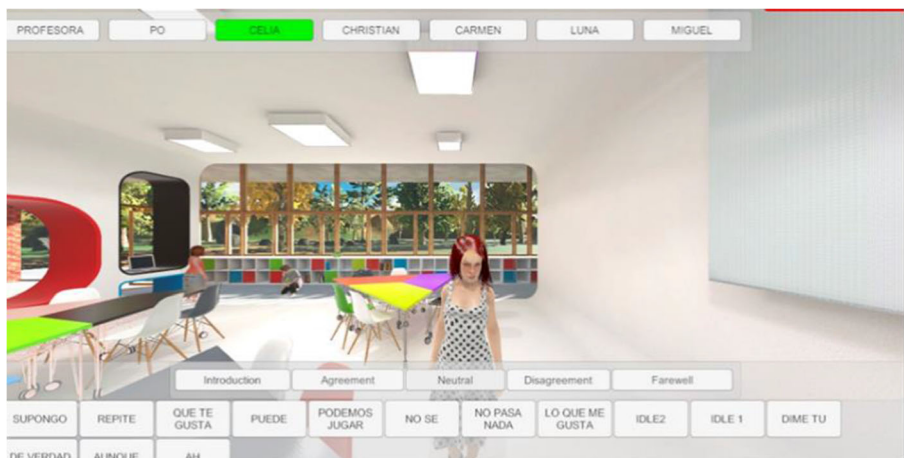 PROFESORA PO CELIA CHRISTIAN CARMEN LUNA MIGUEL
Introduction Agreement Neutral Disagreement Farewell
SUPONGO REPITE QUE TE GUSTA PUEDE PODEMOS JUGAR NO SE NO PASA NADA LO QUE ME GUSTA IDLE2 IDLE 1 DIME TU
DE VERDAD AUNQUE AH